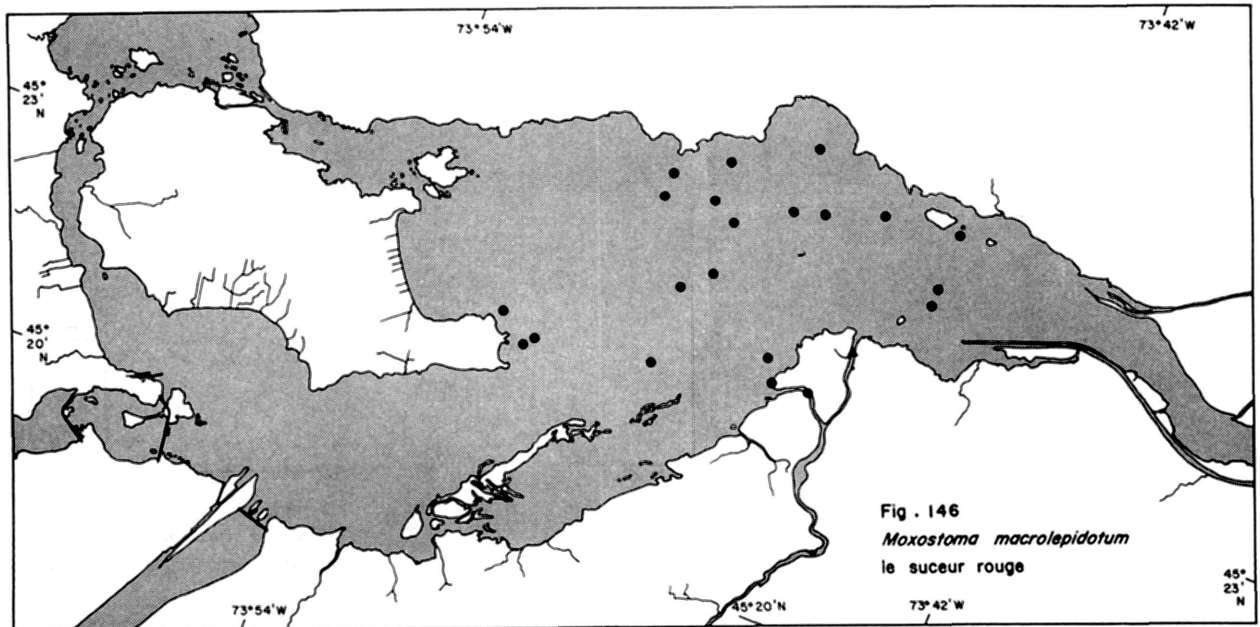 73°54'W
73°42'W
45°
23'
N
45°
20'
N
Fig. 146
Moxostoma macrolepidotum
le suceur rouge
45°
23'
N
73°54'W
45°20'N
73°42'W